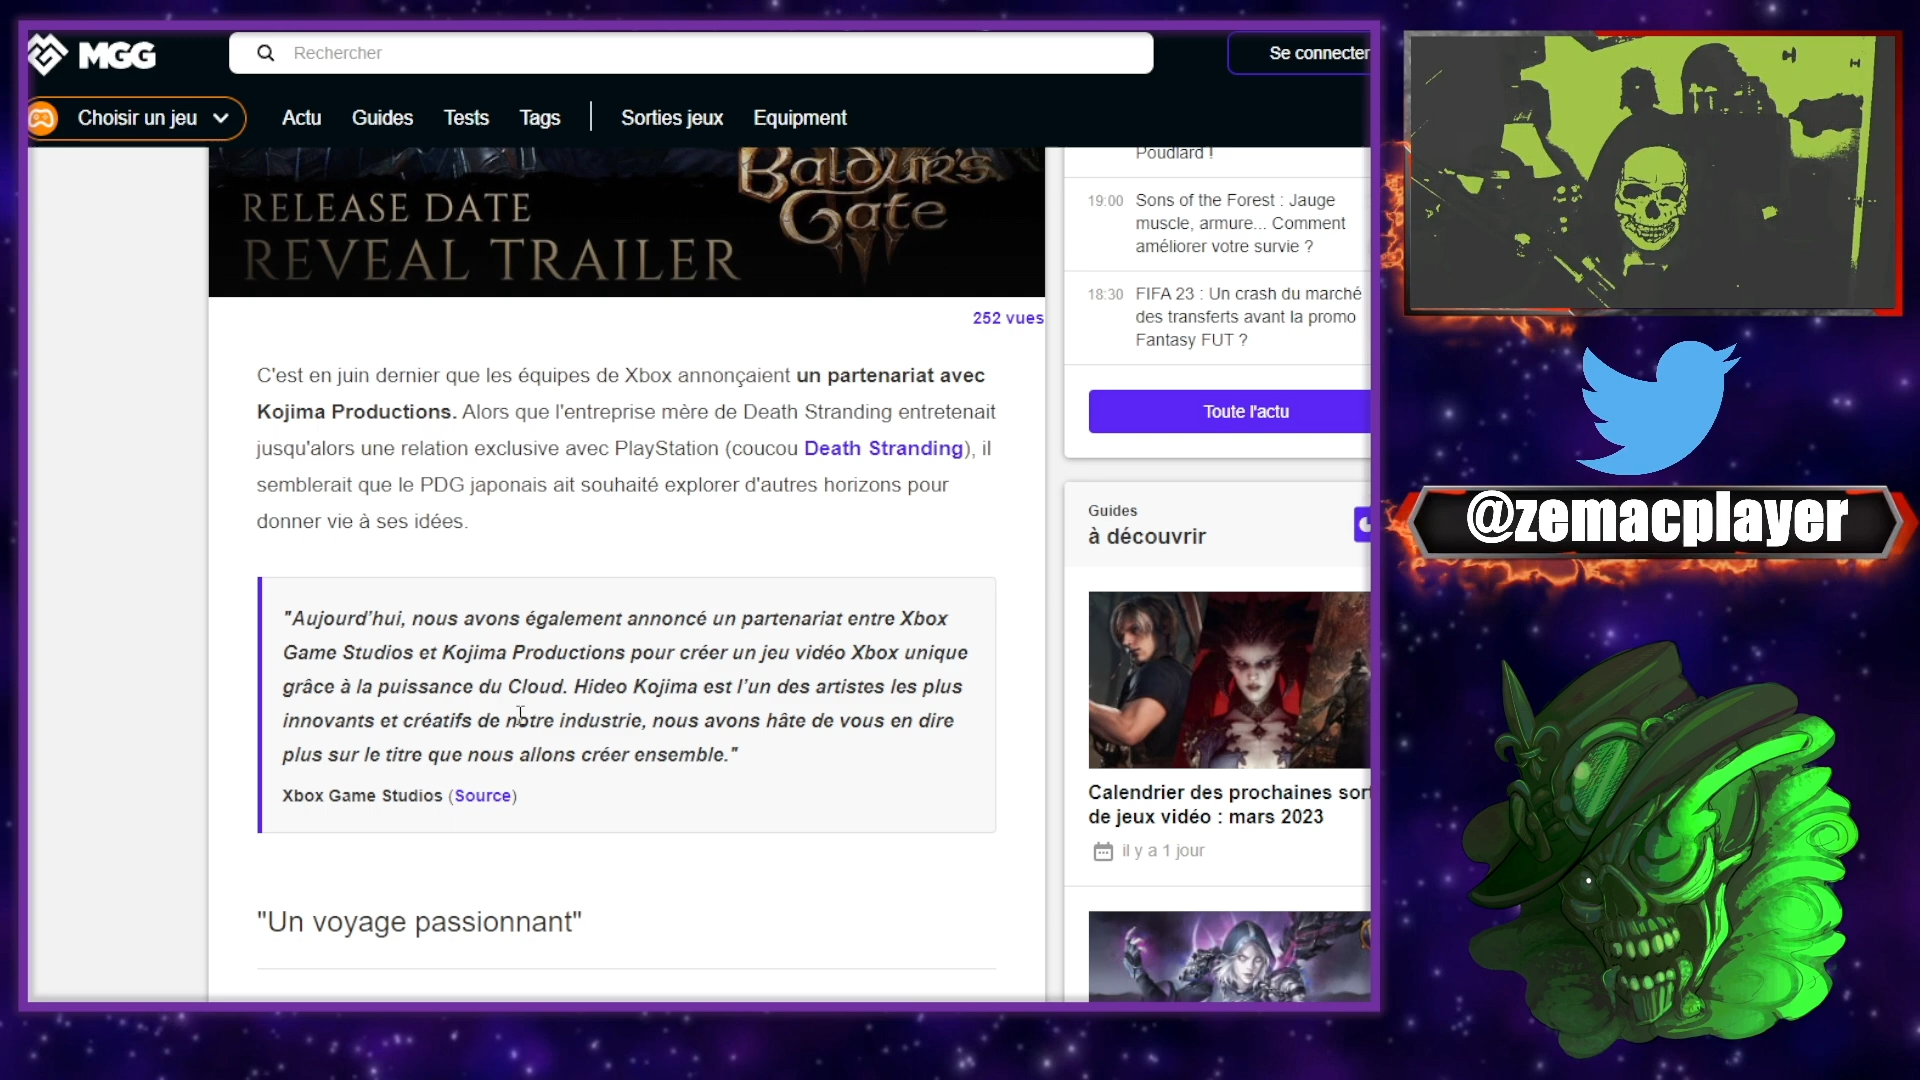 MGG
Rechercher
Se connecter
Choisir un jeu
Actu
Guides
Tests
Tags
Sorties jeux
Equipment
BALDUR'S
GATE
RELEASE DATE
REVEAL TRAILER
252 vues
C'est en juin dernier que les équipes de Xbox annonçaient un partenariat avec
Kojima Productions. Alors que l'entreprise mère de Death Stranding entretenait
jusqu'alors une relation exclusive avec PlayStation (coucou Death Stranding), il
semblerait que le PDG japonais ait souhaité explorer d'autres horizons pour
donner vie à ses idées.
"Aujourd'hui, nous avons également annoncé un partenariat entre Xbox
Game Studios et Kojima Productions pour créer un jeu vidéo Xbox unique
grâce à la puissance du Cloud. Hideo Kojima est l'un des artistes les plus
innovants et créatifs de notre industrie, nous avons hâte de vous en dire
plus sur le titre que nous allons créer ensemble."
Xbox Game Studios (Source)
"Un voyage passionnant"
Poudlard !
19:00
Sons of the Forest : Jauge
muscle, armure... Comment
améliorer votre survie ?
18:30
FIFA 23 : Un crash du marché
des transferts avant la promo
Fantasy FUT ?
Toute l'actu
Guides
à découvrir
Calendrier des prochaines sort
de jeux vidéo : mars 2023
il y a 1 jour
@zemacplayer